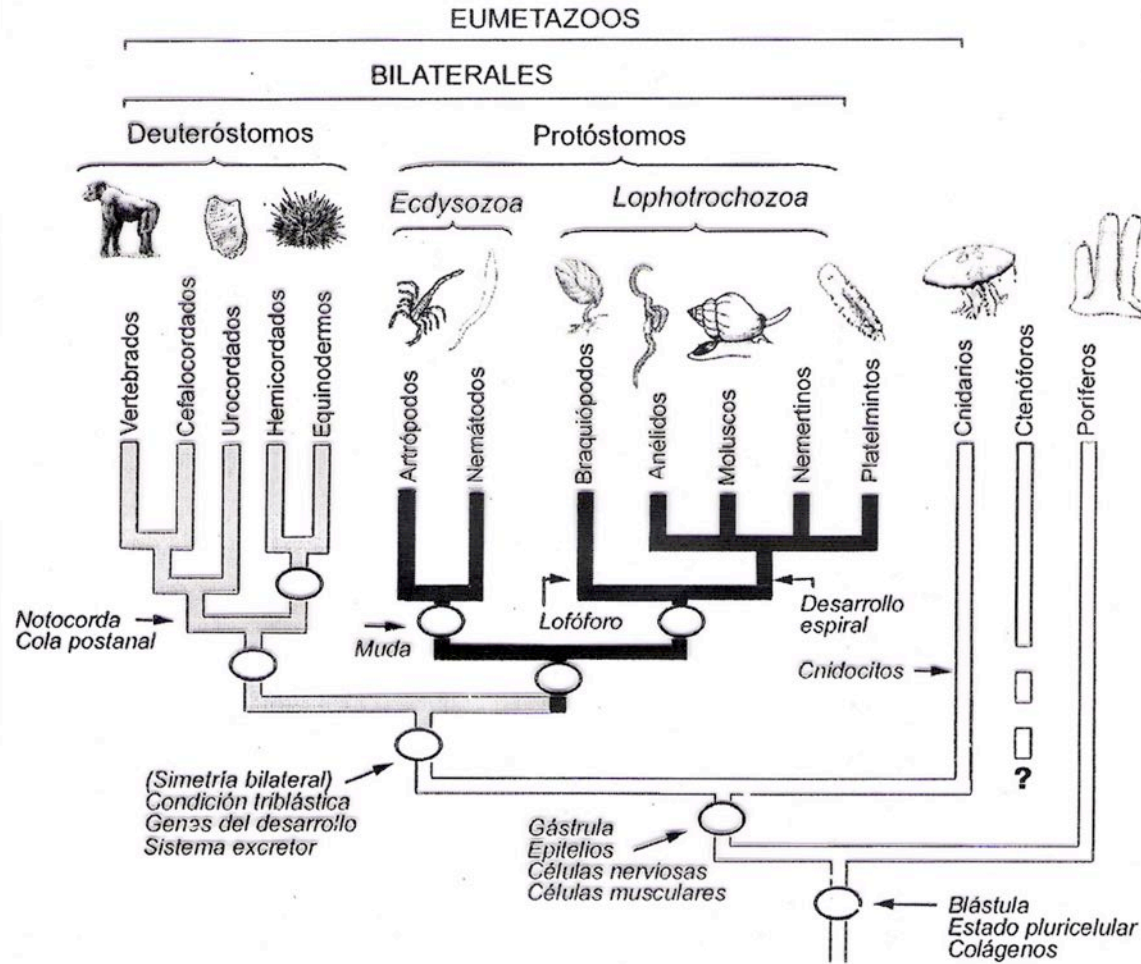 EUMETAZOOS
BILATERALES
Deuteróstomos
Protóstomos
Ecdysozoa
Lophotrochozoa
Vertebrados
Cefalocordados
Urocordados
Hemicordados
Equinodermos
Artrópodos
Nemátodos
Braquiópodos
Anélidos
Moluscos
Nemertinos
Platelmintos
Cnidarios
Ctenóforos
Poríferos
Notocorda
Cola postanal
Muda
Lofóforo
Desarrollo
espiral
Cnidocitos
?
(Simetría bilateral)
Condición triblástica
Genes del desarrollo
Sistema excretor
Gástrula
Epitelios
Células nerviosas
Células musculares
Blástula
Estado pluricelular
Colágenos